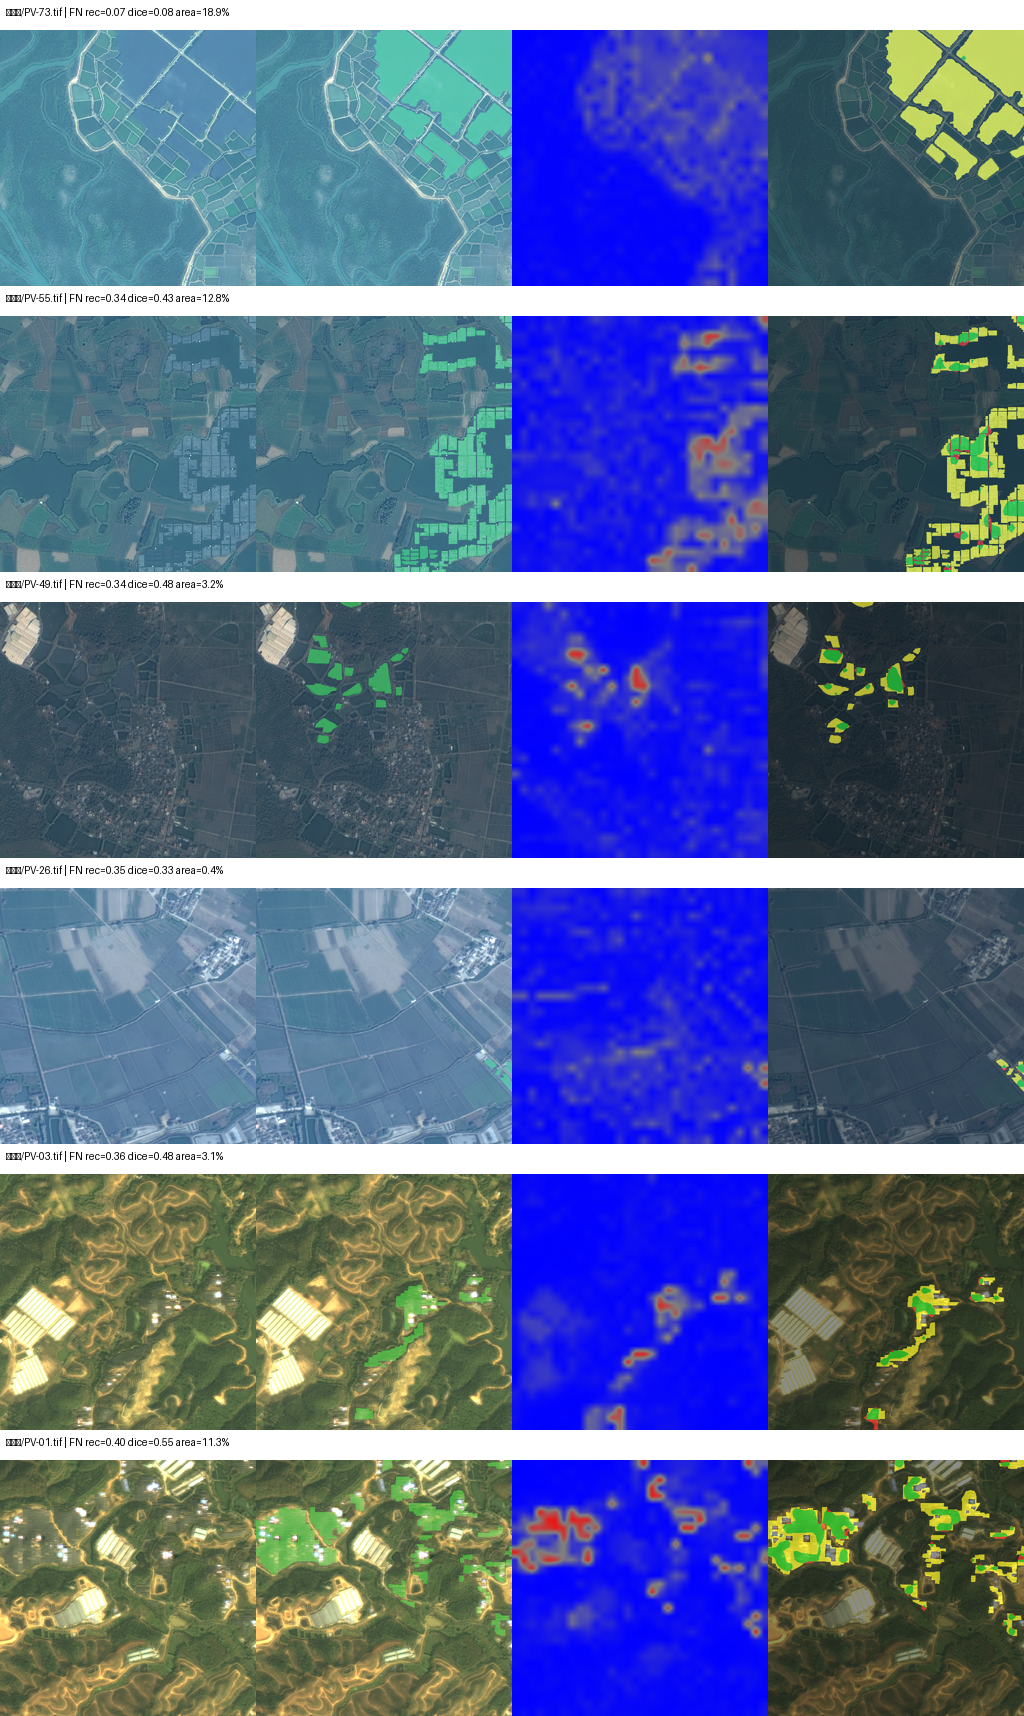 /PV-73.tif | FN rec=0.07 dice=0.08 area=18.9%
/PV-55.tif | FN rec=0.34 dice=0.43 area=12.8%
/PV-49.tif | FN rec=0.34 dice=0.48 area=3.2%
/PV-26.tif | FN rec=0.35 dice=0.33 area=0.4%
/PV-03.tif | FN rec=0.36 dice=0.48 area=3.1%
/PV-01.tif | FN rec=0.40 dice=0.55 area=11.3%